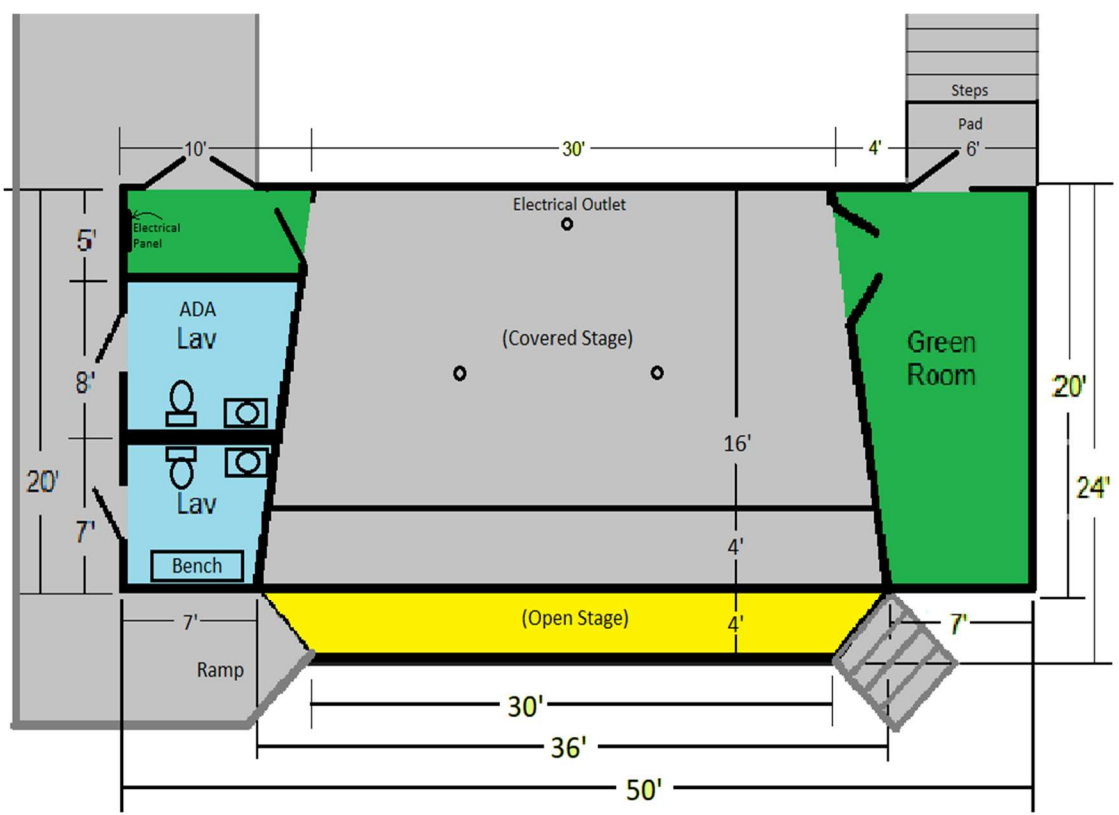 Steps
Pad
10'
30'
4'
6'
Electrical Outlet
Electrical
Panel
5'
ADA
Lav
(Covered Stage)
Green
Room
8'
20'
16'
20'
24'
Lav
7'
4'
Bench
7'
(Open Stage)
4'
7'
Ramp
30'
36'
50'